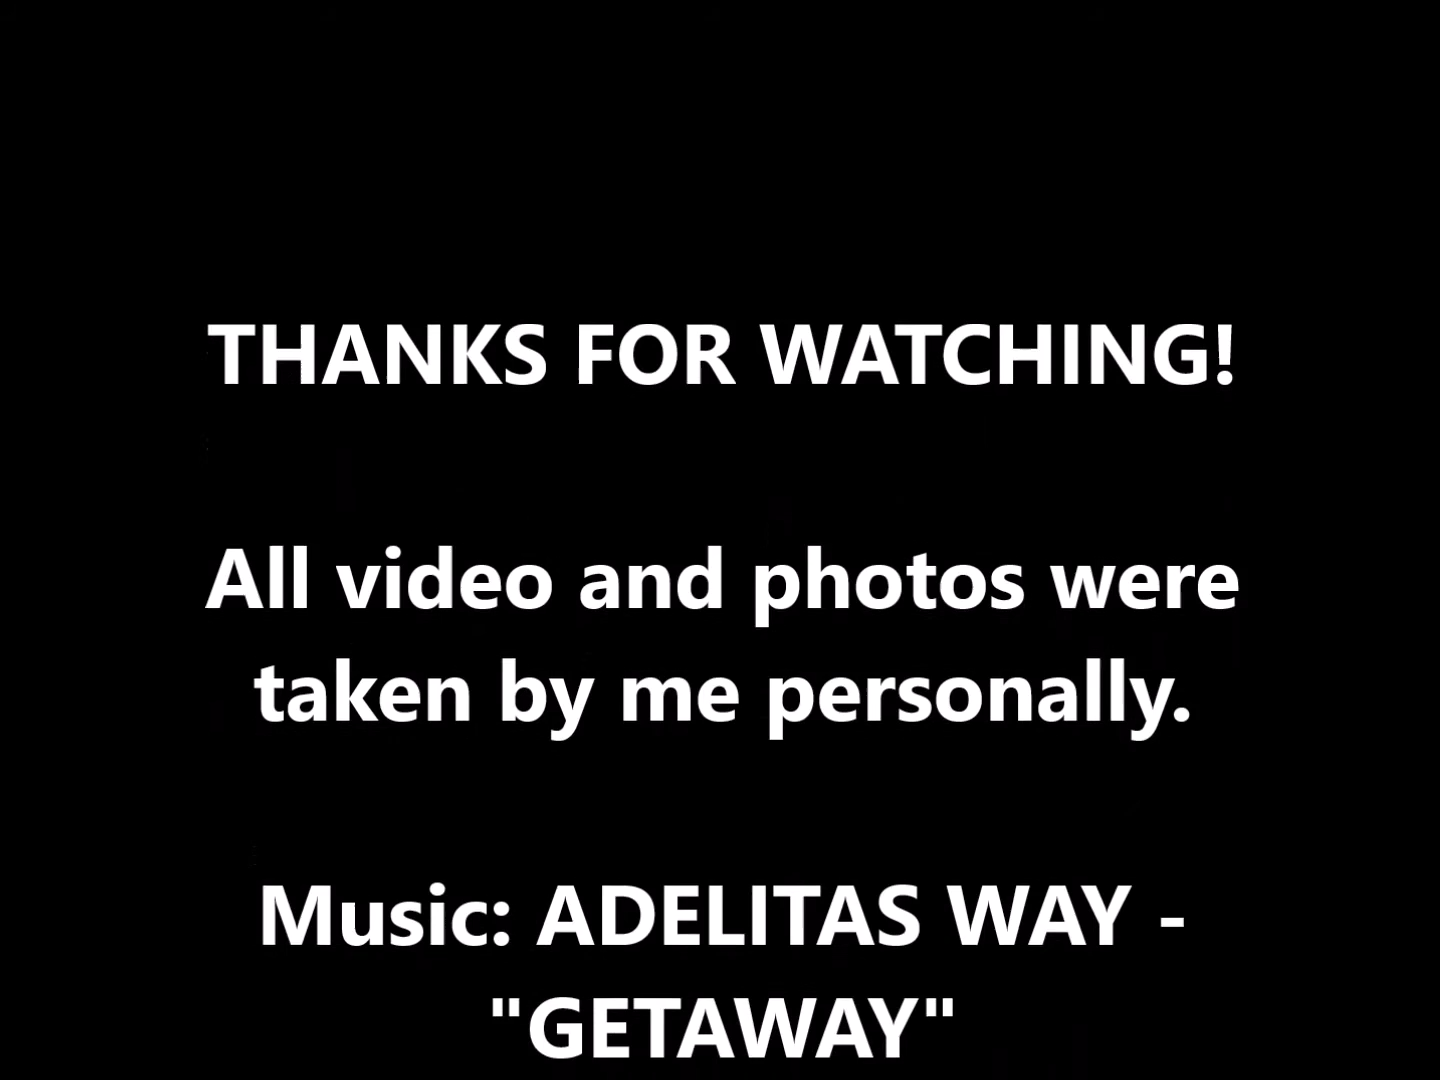 THANKS FOR WATCHING!
All video and photos were
taken by me personally.
Music: ADELITAS WAY -
"GETAWAY"